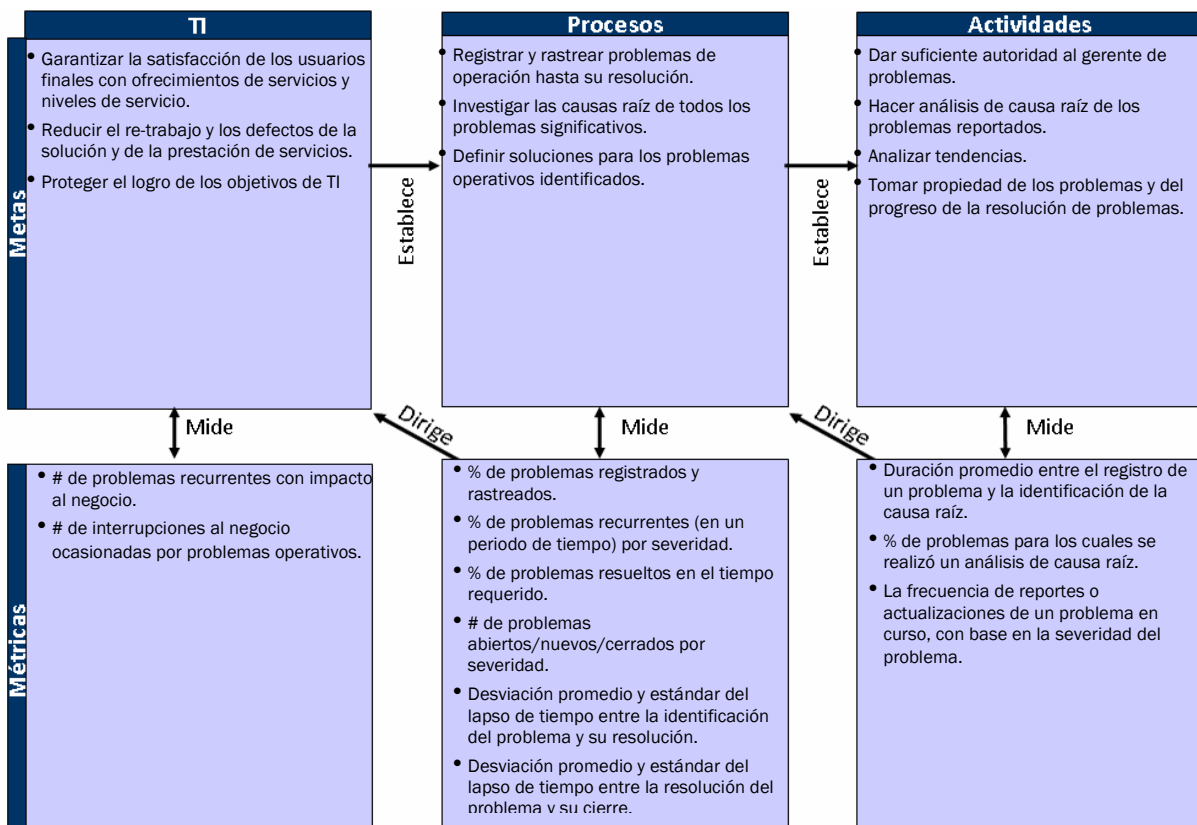 TI
Procesos
Actividades
Metas
• Garantizar la satisfacción de los usuarios
finales con ofrecimientos de servicios y
niveles de servicio.
• Reducir el re-trabajo y los defectos de la
solución y de la prestación de servicios.
• Proteger el logro de los objetivos de TI
Establece
• Registrar y rastrear problemas de
operación hasta su resolución.
• Investigar las causas raíz de todos los
problemas significativos.
• Definir soluciones para los problemas
operativos identificados.
Establece
• Dar suficiente autoridad al gerente de
problemas.
• Hacer análisis de causa raíz de los
problemas reportados.
• Analizar tendencias.
• Tomar propiedad de los problemas y del
progreso de la resolución de problemas.
Mide
Dirige
Mide
Dirige
Mide
Métricas
• # de problemas recurrentes con impacto
al negocio.
• # de interrupciones al negocio
ocasionadas por problemas operativos.
• % de problemas registrados y
rastreados.
• % de problemas recurrentes (en un
periodo de tiempo) por severidad.
• % de problemas resueltos en el tiempo
requerido.
• # de problemas
abiertos/nuevos/cerrados por
severidad.
• Desviación promedio y estándar del
lapso de tiempo entre la identificación
del problema y su resolución.
• Desviación promedio y estándar del
lapso de tiempo entre la resolución del
problema y su cierre.
• Duración promedio entre el registro de
un problema y la identificación de la
causa raíz.
• % de problemas para los cuales se
realizó un análisis de causa raíz.
• La frecuencia de reportes o
actualizaciones de un problema en
curso, con base en la severidad del
problema.